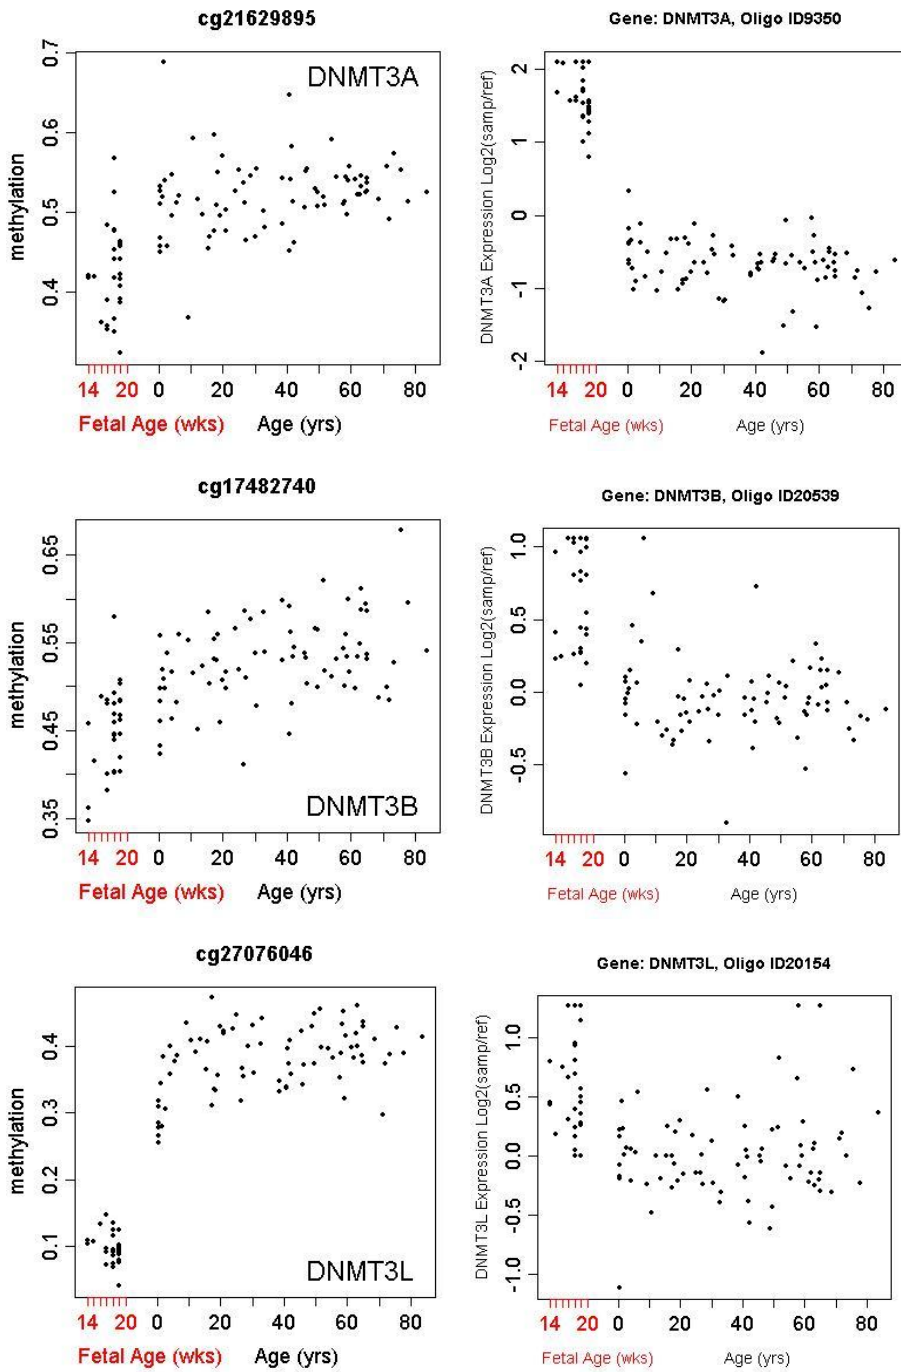 cg21629895
DNMT3A
methylation
0.7
0.6
0.5
0.4
14 20 0 20 40 60 80
Fetal Age (wks) Age (yrs)
Gene: DNMT3A, Oligo ID9350
DNMT3A Expression Log2(samp/ref)
2
1
0
-1
-2
14 20 0 20 40 60 80
Fetal Age (wks) Age (yrs)
cg17482740
DNMT3B
methylation
0.65
0.55
0.45
0.35
14 20 0 20 40 60 80
Fetal Age (wks) Age (yrs)
Gene: DNMT3B, Oligo ID20539
DNMT3B Expression Log2(samp/ref)
1.0
0.5
0.0
-0.5
14 20 0 20 40 60 80
Fetal Age (wks) Age (yrs)
cg27076046
DNMT3L
methylation
0.4
0.3
0.2
0.1
14 20 0 20 40 60 80
Fetal Age (wks) Age (yrs)
Gene: DNMT3L, Oligo ID20154
DNMT3L Expression Log2(samp/ref)
1.0
0.5
0.0
-0.5
-1.0
14 20 0 20 40 60 80
Fetal Age (wks) Age (yrs)